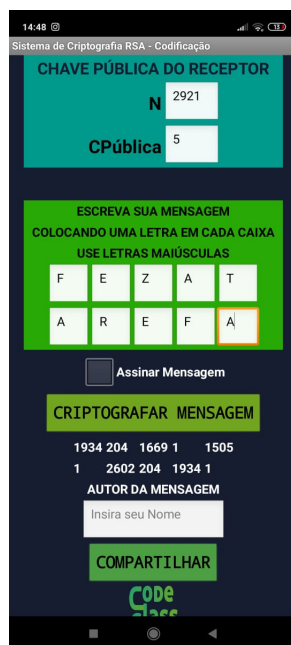 14:48
13
Sistema de Criptografia RSA - Codificação
CHAVE PÚBLICA DO RECEPTOR
N 2921
CPública 5
ESCREVA SUA MENSAGEM
COLOCANDO UMA LETRA EM CADA CAIXA
USE LETRAS MAIÚSCULAS
F E Z A T
A R E F A
Assinar Mensagem
CRIPTOGRAFAR MENSAGEM
1934 204 1669 1 1505
1 2602 204 1934 1
AUTOR DA MENSAGEM
Insira seu Nome
COMPARTILHAR
CODE
class